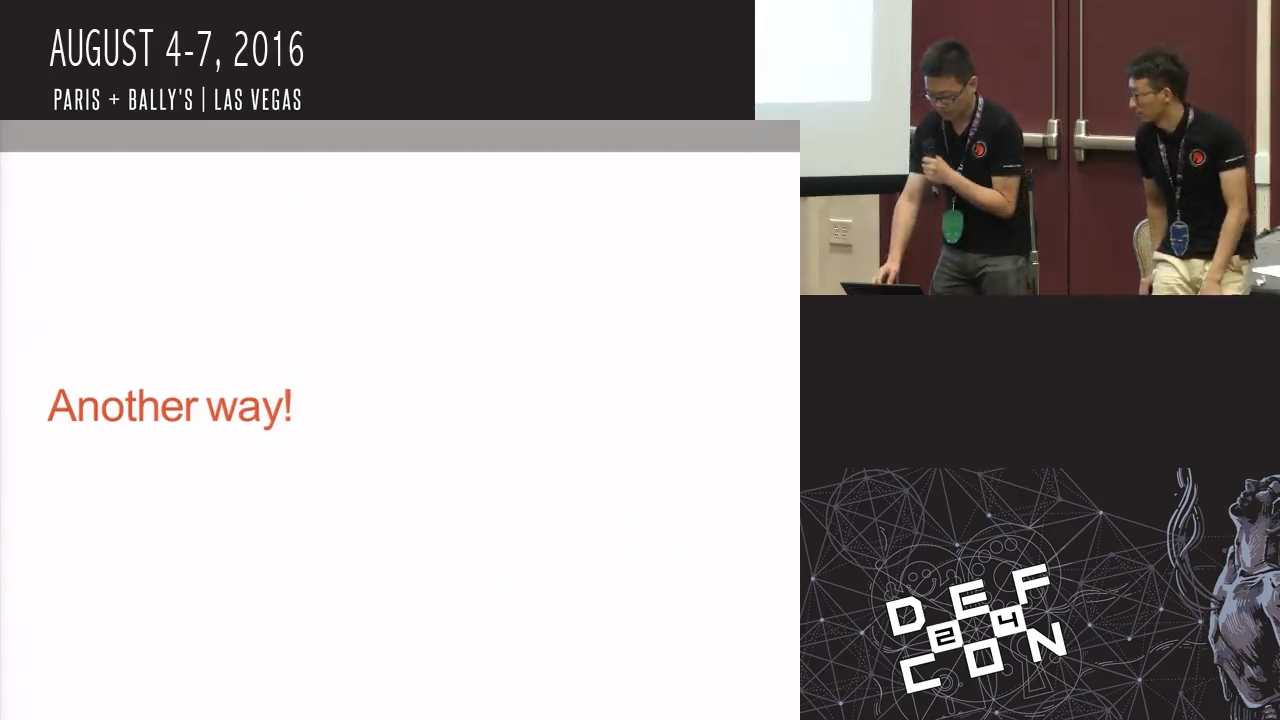 AUGUST 4-7, 2016
PARIS + BALLY'S | LAS VEGAS
Another way!
DEF
24
CON